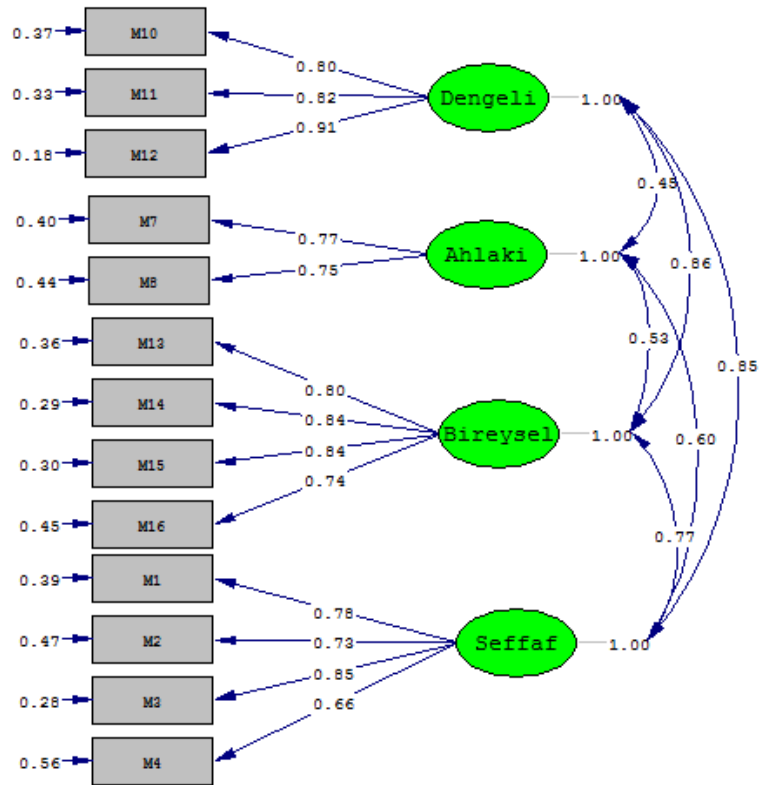 0.37 M10
0.80
0.33 M11 0.82 Dengeli 1.00
0.91
0.18 M12
0.45
0.40 M7
0.77
Ahlaki 1.00
0.75
0.44 M8
0.86
0.36 M13
0.53
0.85
0.80
0.29 M14
0.84
Bireysel 1.00
0.60
0.84
0.30 M15
0.74
0.45 M16
0.77
0.39 M1
0.78
0.47 M2 0.73 Seffaf 1.00
0.85
0.28 M3
0.66
0.56 M4